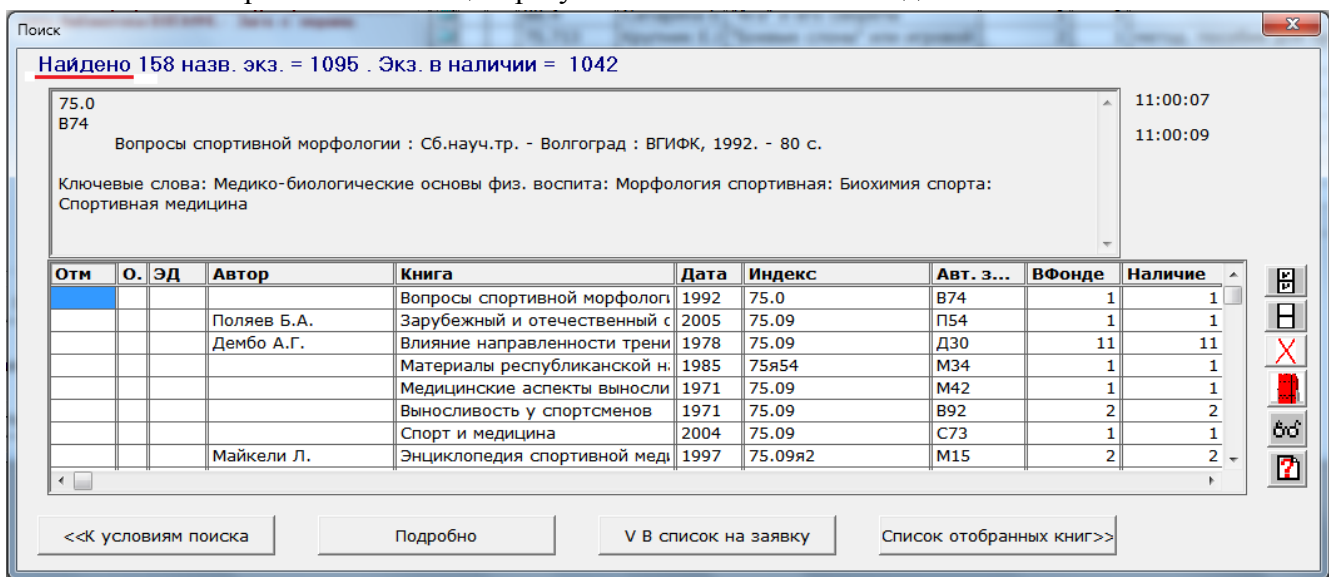 Поиск
Найдено 158 назв. экз. = 1095 . Экз. в наличии = 1042
75.0
В74
Вопросы спортивной морфологии : Сб.науч.тр. - Волгоград : ВГИФК, 1992. - 80 с.
Ключевые слова: Медико-биологические основы физ. воспита: Морфология спортивная: Биохимия спорта:
Спортивная медицина
11:00:07
11:00:09
Отм О. ЭД Автор Книга Дата Индекс Авт. з... ВФонде Наличие
Вопросы спортивной морфологи 1992 75.0 В74 1 1
Поляев Б.А. Зарубежный и отечественный с 2005 75.09 П54 1 1
Дембо А.Г. Влияние направленности трени 1978 75.09 Д30 11 11
Материалы республиканской н 1985 75я54 М34 1 1
Медицинские аспекты выносли 1971 75.09 М42 1 1
Выносливость у спортсменов 1971 75.09 В92 2 2
Спорт и медицина 2004 75.09 С73 1 1
Майкели Л. Энциклопедия спортивной меди 1997 75.09я2 М15 2 2
<<К условиям поиска Подробно V В список на заявку Список отобранных книг>>